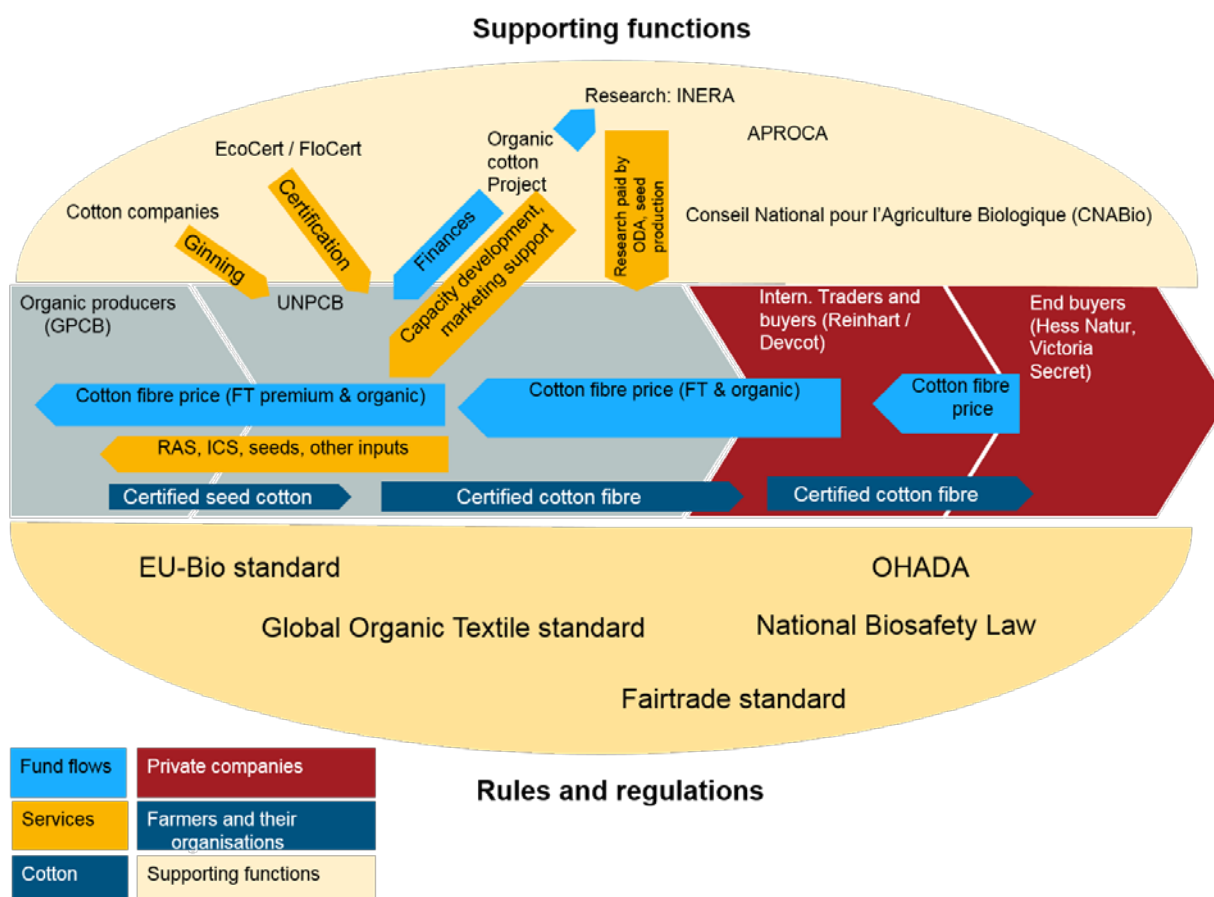 Supporting functions
Research: INERA
APROCA
Organic
cotton
Project
EcoCert / FloCert
Cotton companies
Conseil National pour l'Agriculture Biologique (CNABio)
Ginning
Certification
Finances
Capacity development,
marketing support
Research paid by
ODA, seed
production
Organic producers
(GPCB)
UNPCB
Intern. Traders and
buyers (Reinhart /
Devcot)
End buyers
(Hess Natur,
Victoria
Secret)
Cotton fibre price (FT premium & organic)
Cotton fibre price (FT & organic)
Cotton fibre
price
RAS, ICS, seeds, other inputs
Certified seed cotton
Certified cotton fibre
Certified cotton fibre
EU-Bio standard
OHADA
Global Organic Textile standard
National Biosafety Law
Fairtrade standard
Rules and regulations
Fund flows
Private companies
Services
Farmers and their
organisations
Cotton
Supporting functions